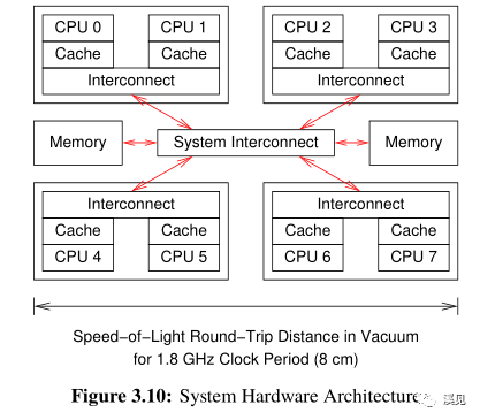 CPU 0 CPU 1 CPU 2 CPU 3
Cache Cache Cache Cache
Interconnect Interconnect
Memory System Interconnect Memory
Interconnect Interconnect
Cache Cache Cache Cache
CPU 4 CPU 5 CPU 6 CPU 7
Speed−of−Light Round−Trip Distance in Vacuum
for 1.8 GHz Clock Period (8 cm)
Figure 3.10: System Hardware Architecture
溪见